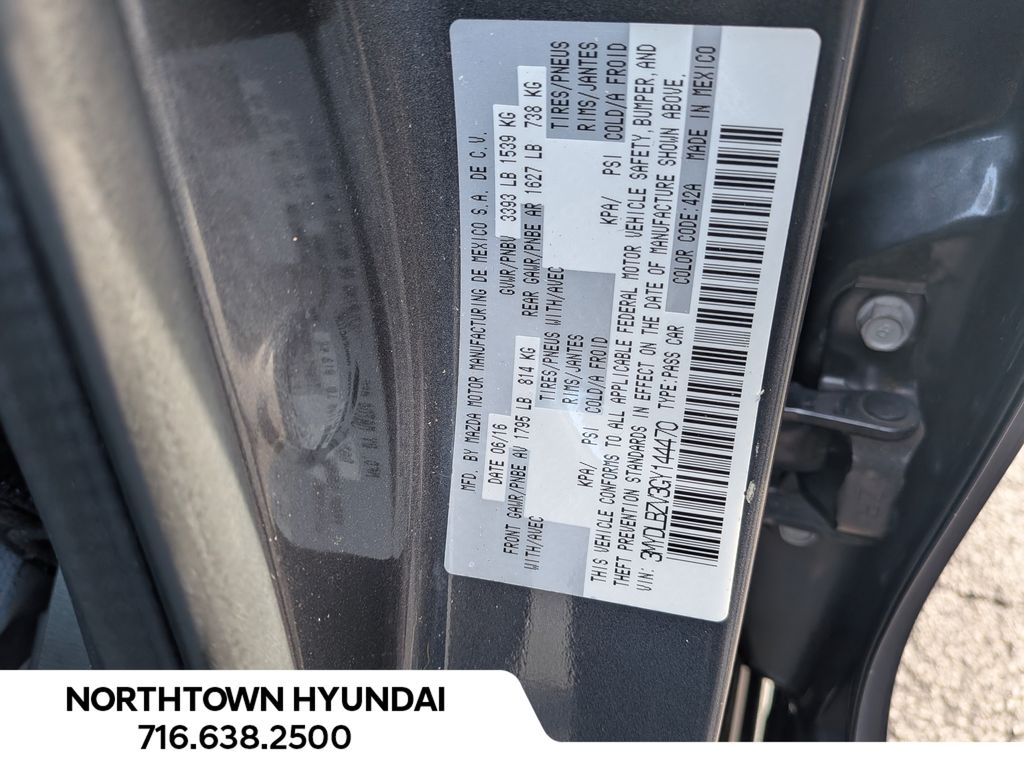 MFD. BY MAZDA MOTOR MANUFACTURING DE MEXICO S.A. DE C.V.
DATE 06/16 GVWR/PNBV 3393 LB 1539 KG
FRONT GAWR/PNBE AV 1795 LB 814 KG REAR GAWR/PNBE AR 1627 LB 738 KG
WITH/AVEC TIRES/PNEUS WITH/AVEC TIRES/PNEUS
RIMS/JANTES RIMS/JANTES
KPA/ PSI COLD/A FROID KPA/ PSI COLD/A FROID
THIS VEHICLE CONFORMS TO ALL APPLICABLE FEDERAL MOTOR VEHICLE SAFETY, BUMPER, AND
THEFT PREVENTION STANDARDS IN EFFECT ON THE DATE OF MANUFACTURE SHOWN ABOVE.
VIN: 3MYDLBZV3GY144470 TYPE:PASS CAR COLOR CODE:42A MADE IN MEXICO
NORTHTOWN HYUNDAI
716.638.2500